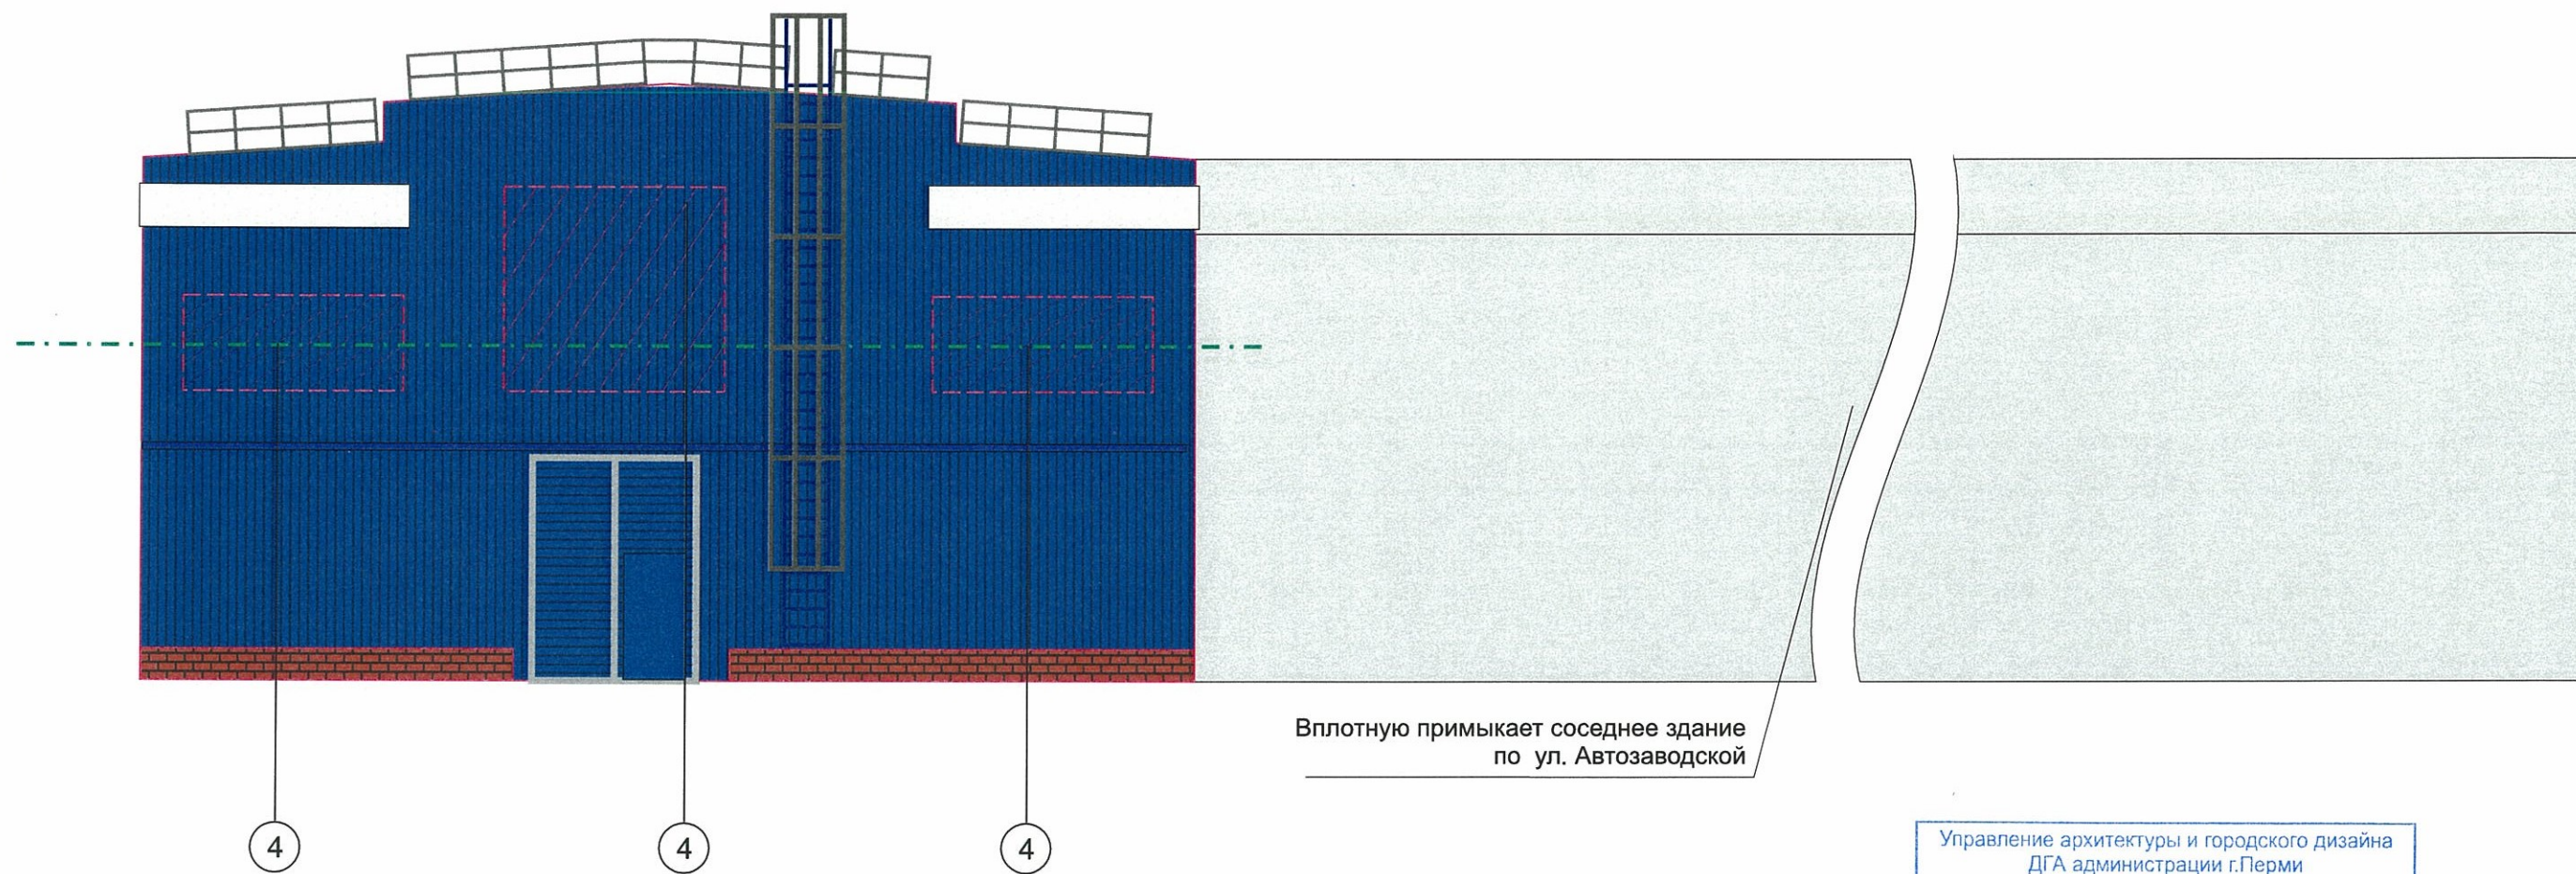 Вплотную примыкает соседнее здание
по ул. Автозаводской
4
4
4
Управление архитектуры и городского дизайна
ДГА администрации г.Перми